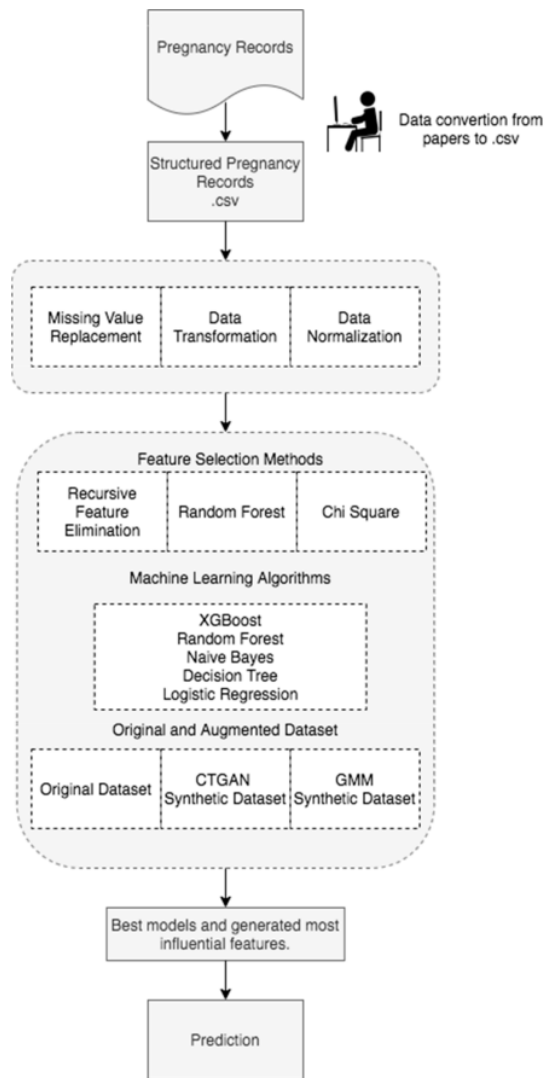 Pregnancy Records
Data convertion from
papers to .csv
Structured Pregnancy
Records
.csv
Missing Value
Replacement
Data
Transformation
Data
Normalization
Feature Selection Methods
Recursive
Feature
Elimination
Random Forest
Chi Square
Machine Learning Algorithms
XGBoost
Random Forest
Naive Bayes
Decision Tree
Logistic Regression
Original and Augmented Dataset
Original Dataset
CTGAN
Synthetic Dataset
GMM
Synthetic Dataset
Best models and generated most
influential features.
Prediction